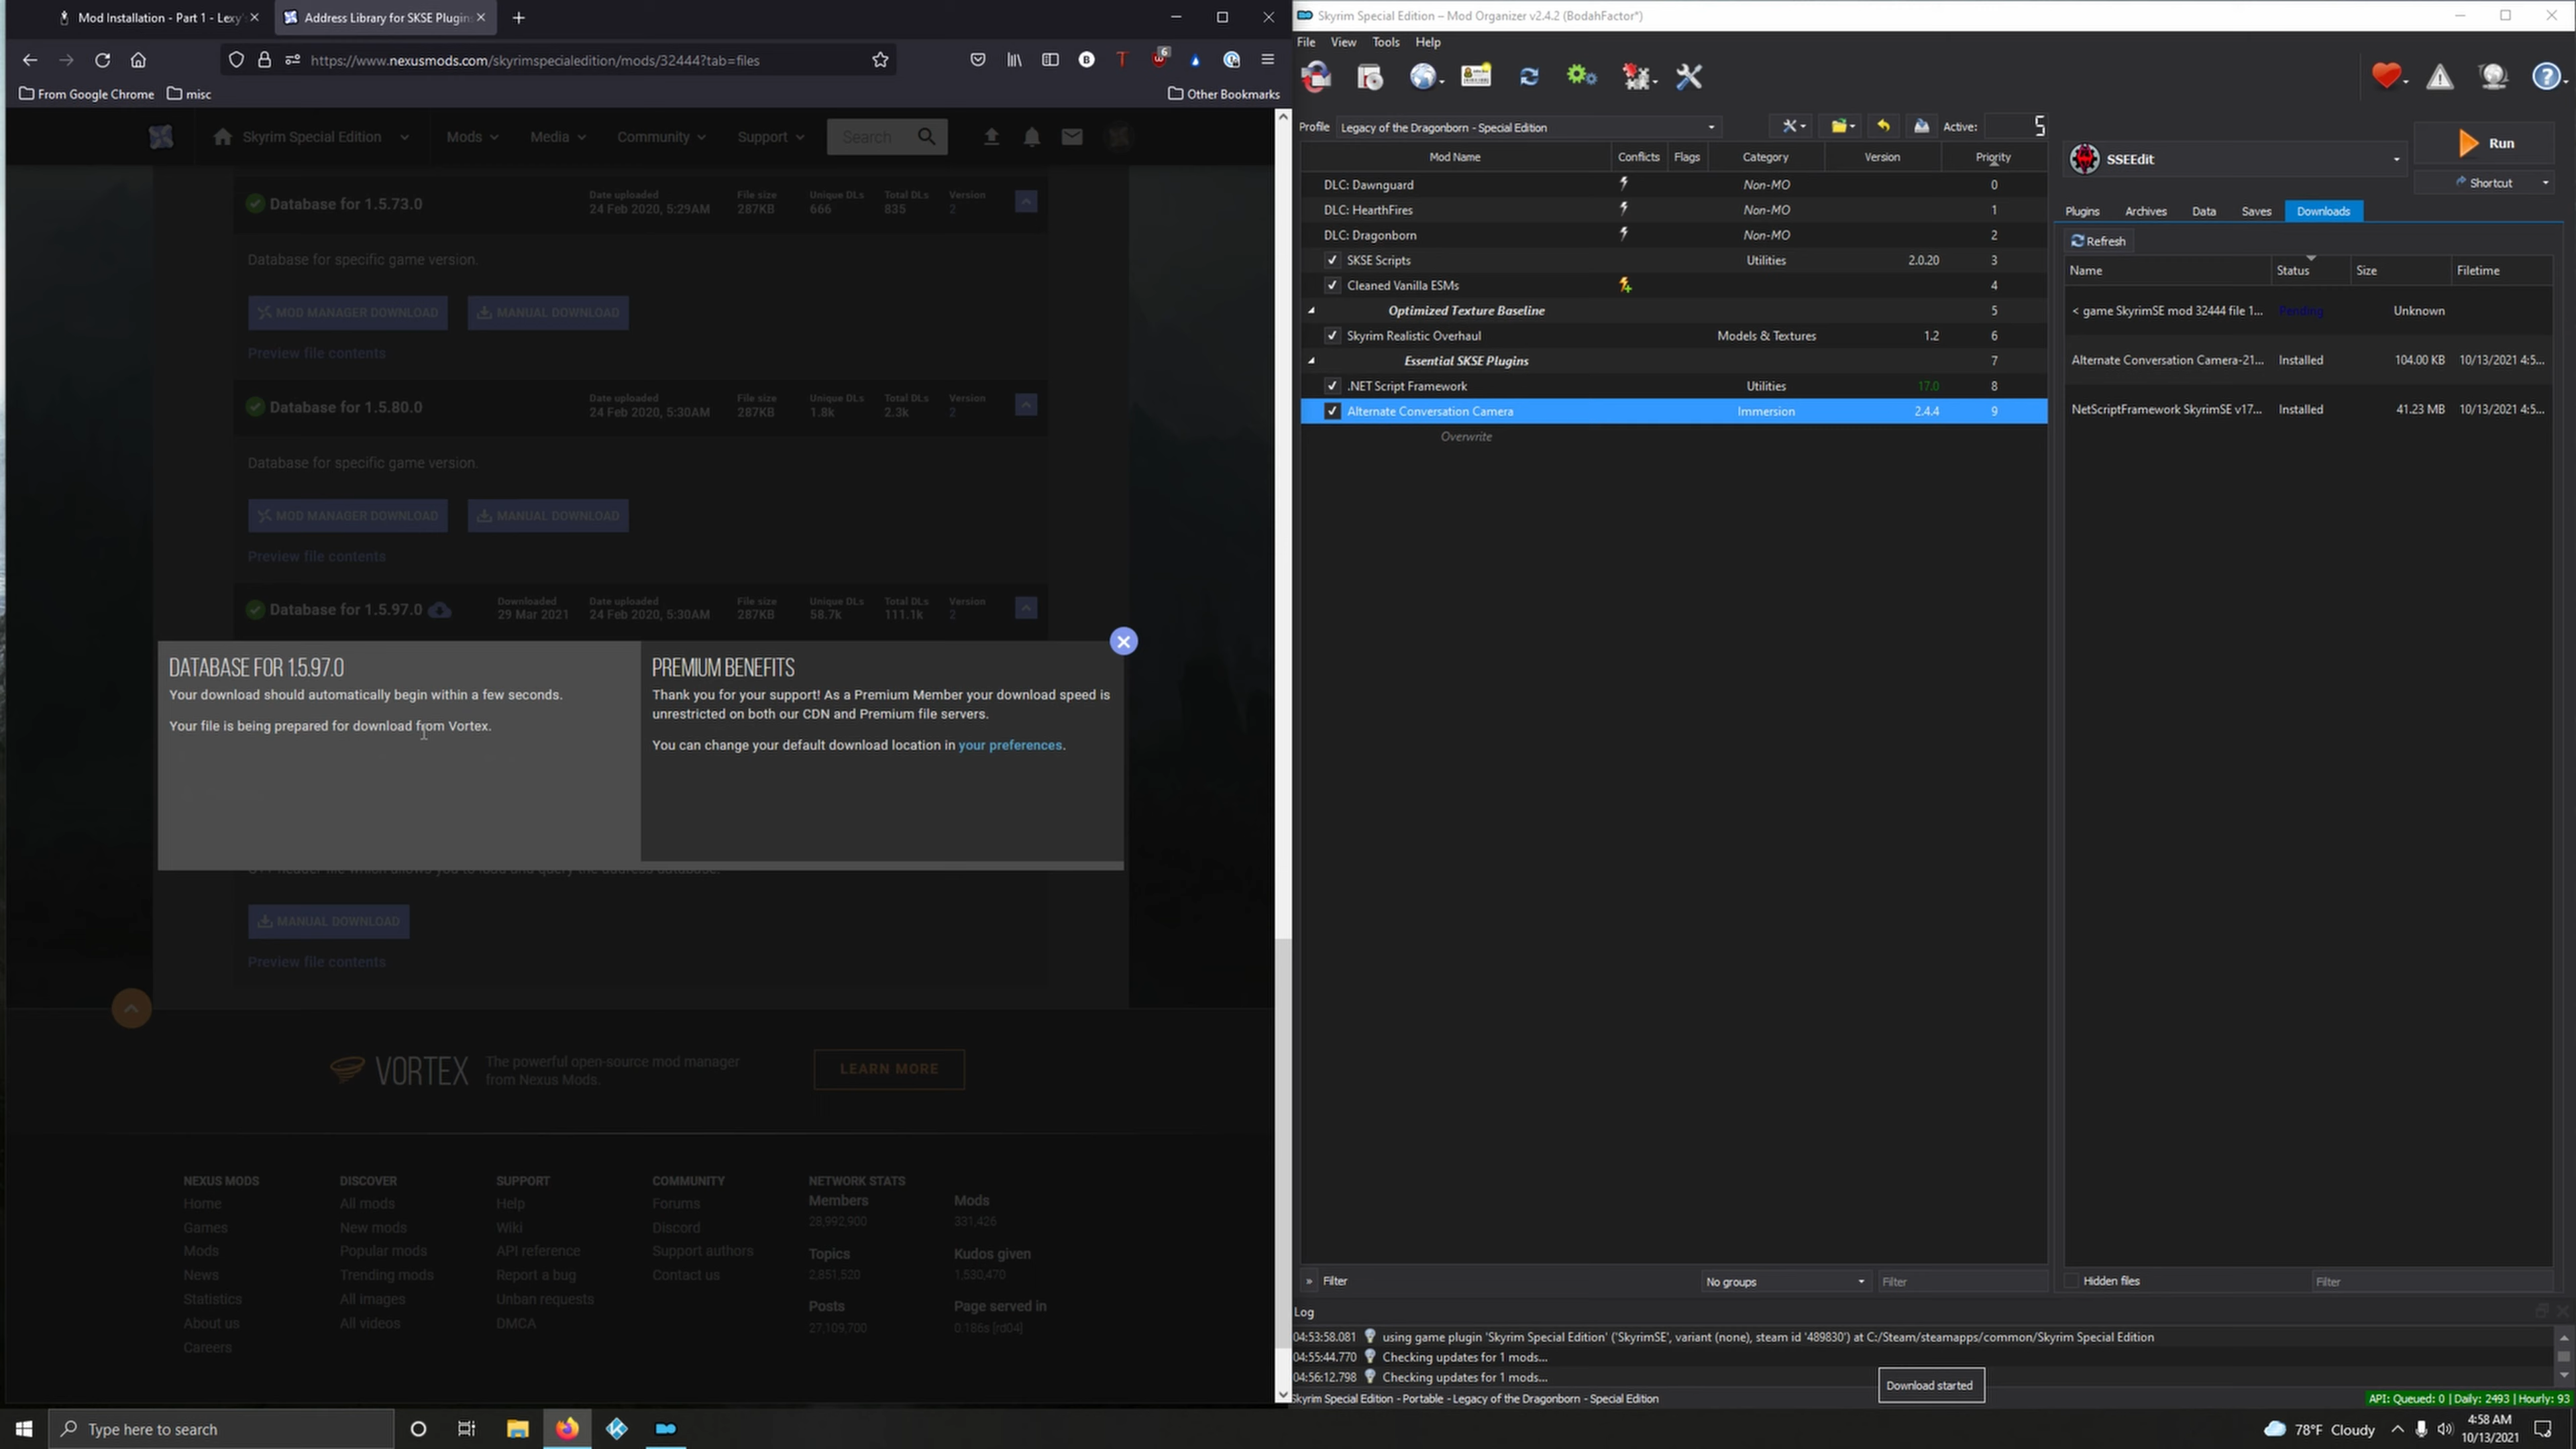 Mod Installation - Part 1 - Lexy's
Address Library for SKSE Plugins
https://www.nexusmods.com/skyrimspecialedition/mods/32444?tab=files
From Google Chrome
misc
Other Bookmarks
Skyrim Special Edition
Mods
Media
Community
Support
Search
Database for 1.5.73.0
Date uploaded
24 Feb 2020, 5:29AM
File size
287KB
Unique DLs
666
Total DLs
835
Version
2
Database for specific game version.
MOD MANAGER DOWNLOAD
MANUAL DOWNLOAD
Preview file contents
Database for 1.5.80.0
Date uploaded
24 Feb 2020, 5:30AM
File size
287KB
Unique DLs
1.8k
Total DLs
2.3k
Version
2
Database for specific game version.
MOD MANAGER DOWNLOAD
MANUAL DOWNLOAD
Preview file contents
Database for 1.5.97.0
Downloaded
29 Mar 2021
Date uploaded
24 Feb 2020, 5:30AM
File size
287KB
Unique DLs
58.7k
Total DLs
111.1k
Version
2
DATABASE FOR 1.5.97.0
Your download should automatically begin within a few seconds.
Your file is being prepared for download from Vortex.
PREMIUM BENEFITS
Thank you for your support! As a Premium Member your download speed is
unrestricted on both our CDN and Premium file servers.
You can change your default download location in your preferences.
MANUAL DOWNLOAD
Preview file contents
VORTEX
The powerful open-source mod manager
from Nexus Mods.
LEARN MORE
NEXUS MODS
Home
Games
Mods
News
Statistics
About us
Careers
DISCOVER
All mods
New mods
Popular mods
Trending mods
All images
All videos
SUPPORT
Help
Wiki
API reference
Report a bug
Unban requests
DMCA
COMMUNITY
Forums
Discord
Support authors
Contact us
NETWORK STATS
Members
28,992,900
Mods
331,426
Topics
2,851,520
Kudos given
1,530,470
Posts
27,109,700
Page served in
0.186s [rd04]
Skyrim Special Edition – Mod Organizer v2.4.2 (BodahFactor*)
File View Tools Help
Profile
Legacy of the Dragonborn - Special Edition
Active:
5
Mod Name Conflicts Flags Category Version Priority
DLC: Dawnguard Non-MO 0
DLC: HearthFires Non-MO 1
DLC: Dragonborn Non-MO 2
SKSE Scripts Utilities 2.0.20 3
Cleaned Vanilla ESMs 4
Optimized Texture Baseline 5
Skyrim Realistic Overhaul Models & Textures 1.2 6
Essential SKSE Plugins 7
.NET Script Framework Utilities 17.0 8
Alternate Conversation Camera Immersion 2.4.4 9
Overwrite
SSEEdit
Run
Shortcut
Plugins Archives Data Saves Downloads
Refresh
Name Status Size Filetime
< game SkyrimSE mod 32444 file 1... Pending Unknown
Alternate Conversation Camera-21... Installed 104.00 KB 10/13/2021 4:5...
NetScriptFramework SkyrimSE v17... Installed 41.23 MB 10/13/2021 4:5...
» Filter
No groups
Filter
Hidden files
Filter
Log
04:53:58.081 using game plugin 'Skyrim Special Edition' ('SkyrimSE', variant (none), steam id '489830') at C:/Steam/steamapps/common/Skyrim Special Edition
04:55:44.770 Checking updates for 1 mods...
04:56:12.798 Checking updates for 1 mods...
Download started
Skyrim Special Edition - Portable - Legacy of the Dragonborn - Special Edition
API: Queued: 0 | Daily: 2493 | Hourly: 93
Type here to search
78°F Cloudy
4:58 AM
10/13/2021